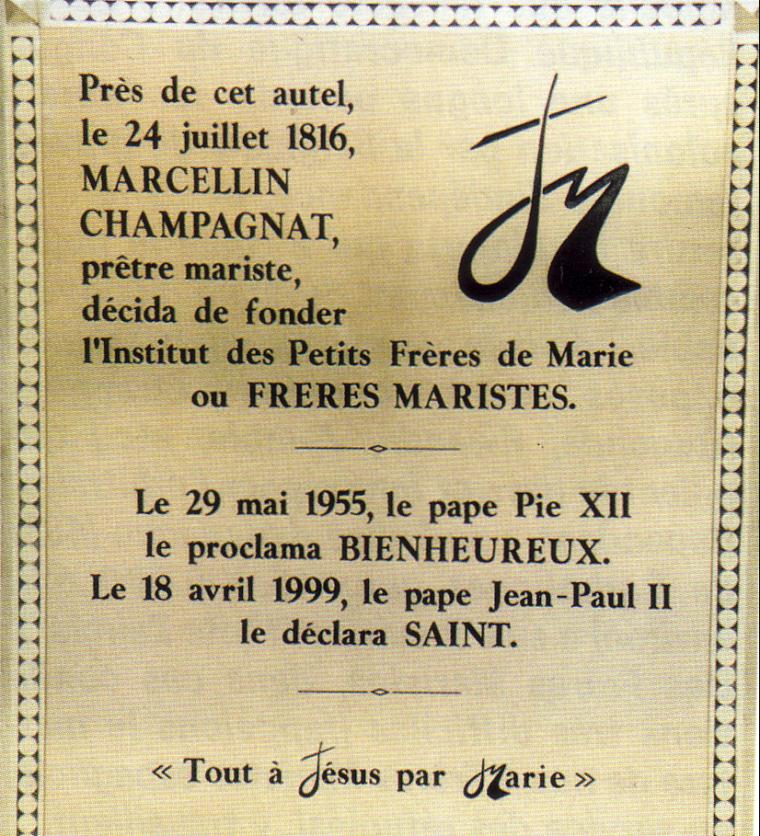 Près de cet autel,
le 24 juillet 1816,
MARCELLIN
CHAMPAGNAT,
prêtre mariste,
décida de fonder
l'Institut des Petits Frères de Marie
ou FRERES MARISTES.
Le 29 mai 1955, le pape Pie XII
le proclama BIENHEUREUX.
Le 18 avril 1999, le pape Jean-Paul II
le déclara SAINT.
« Tout à Jésus par Marie »